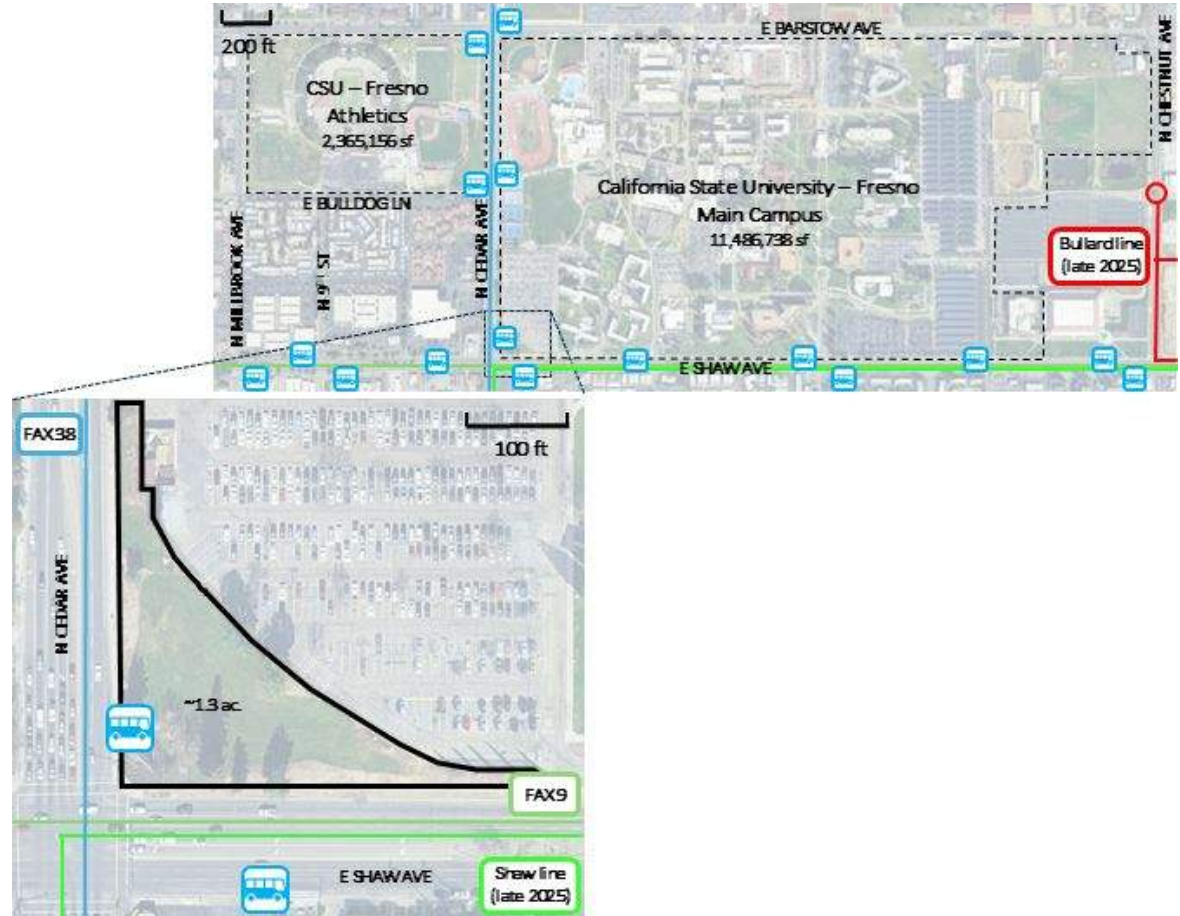 200 ft
E BARSTOW AVE
CSU – Fresno
Athletics
2,365,156 sf
N CHESTNUT AVE
E BULLDOG LN
California State University – Fresno
Main Campus
11,486,738 sf
N MILLBROOK AVE
N 9TH ST
N CEDAR AVE
Bullard line
(late 2025)
E SHAW AVE
FAX38
100 ft
N CEDAR AVE
~1.3 ac.
FAX9
E SHAW AVE
Shaw line
(late 2025)